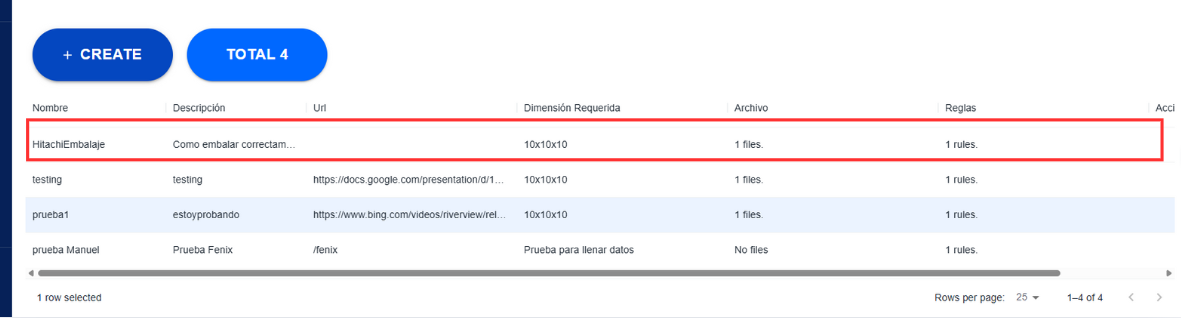 + CREATE TOTAL 4
Nombre Descripción Url Dimensión Requerida Archivo Reglas Acci
HitachiEmbalaje Como embalar correctam... 10x10x10 1 files. 1 rules.
testing testing https://docs.google.com/presentation/d/1... 10x10x10 1 files. 1 rules.
prueba1 estoyprobando https://www.bing.com/videos/riverview/rel... 10x10x10 1 files. 1 rules.
prueba Manuel Prueba Fenix /fenix Prueba para llenar datos No files 1 rules.
1 row selected Rows per page: 25 1–4 of 4